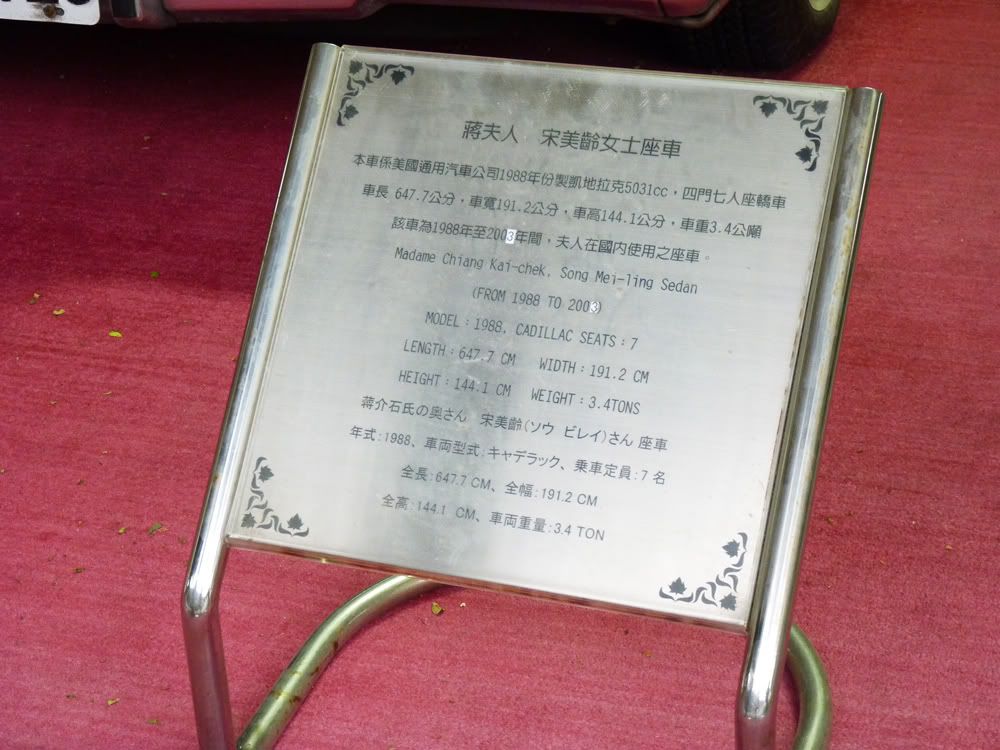 蔣夫人 宋美齡女士座車
本車係美國通用汽車公司1988年份製凱地拉克5031cc，四門七人座轎車
車長 647.7公分，車寬191.2公分，車高144.1公分，車重3.4公噸
該車為1988年至2003年間，夫人在國內使用之座車。
Madame Chiang Kai-chek, Song Mei-ling Sedan
(FROM 1988 TO 2003)
MODEL：1988, CADILLAC SEATS：7
LENGTH：647.7 CM WIDTH：191.2 CM
HEIGHT：144.1 CM WEIGHT：3.4TONS
蒋介石氏の奥さん 宋美齢(ソウ ビレイ)さん 座車
年式:1988、車両型式:キャデラック、乗車定員:7 名
全長:647.7 CM、全幅:191.2 CM
全高:144.1 CM、車両重量:3.4 TON